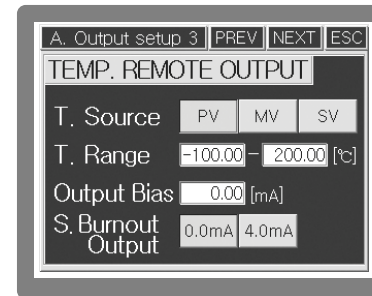 A. Output setup 3 PREV NEXT ESC
TEMP. REMOTE OUTPUT
T. Source PV MV SV
T. Range -100.00 - 200.00 [℃]
Output Bias 0.00 [mA]
S. Burnout Output 0.0mA 4.0mA